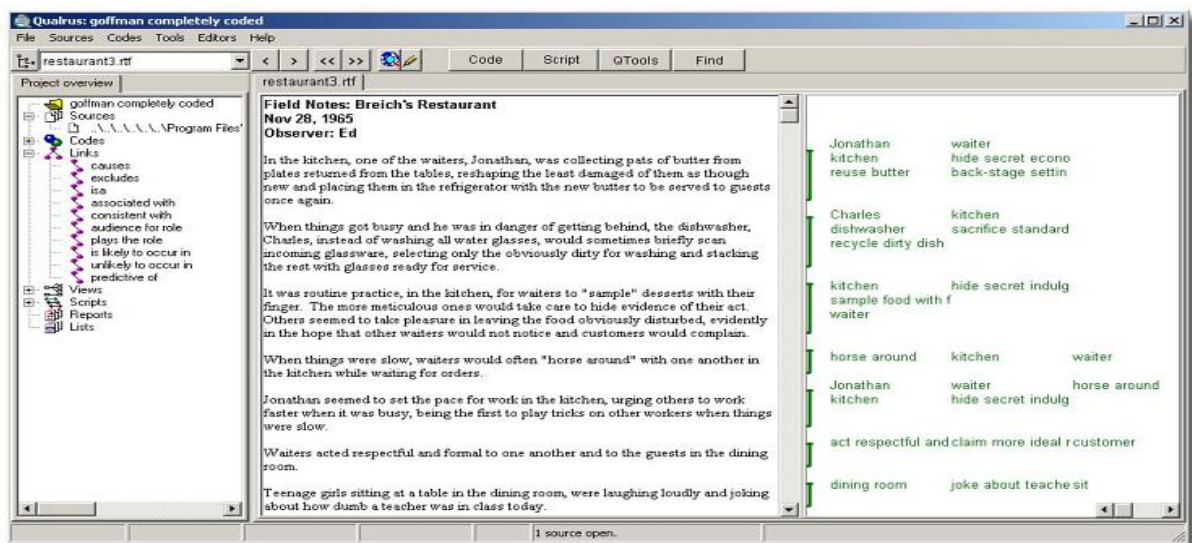 Qualrus: goffman completely coded
File Sources Codes Tools Editors Help
restaurant3.rtf < > << >> Code Script QTools Find
Project overview
restaurant3.rtf
goffman completely coded
Sources
..\..\..\..\..\..\Program Files'
Codes
Links
causes
excludes
isa
associated with
consistent with
audience for role
plays the role
is likely to occur in
unlikely to occur in
predictive of
Views
Scripts
Reports
Lists
Field Notes: Breich's Restaurant
Nov 28, 1965
Observer: Ed
In the kitchen, one of the waiters, Jonathan, was collecting pats of butter from
plates returned from the tables, reshaping the least damaged of them as though
new and placing them in the refrigerator with the new butter to be served to guests
once again.
When things got busy and he was in danger of getting behind, the dishwasher,
Charles, instead of washing all water glasses, would sometimes briefly scan
incoming glassware, selecting only the obviously dirty for washing and stacking
the rest with glasses ready for service.
It was routine practice, in the kitchen, for waiters to "sample" desserts with their
finger. The more meticulous ones would take care to hide evidence of their act.
Others seemed to take pleasure in leaving the food obviously disturbed, evidently
in the hope that other waiters would not notice and customers would complain.
When things were slow, waiters would often "horse around" with one another in
the kitchen while waiting for orders.
Jonathan seemed to set the pace for work in the kitchen, urging others to work
faster when it was busy, being the first to play tricks on other workers when things
were slow.
Waiters acted respectful and formal to one another and to the guests in the dining
room.
Teenage girls sitting at a table in the dining room, were laughing loudly and joking
about how dumb a teacher was in class today.
Jonathan waiter
kitchen hide secret econo
reuse butter back-stage settin
Charles kitchen
dishwasher sacrifice standard
recycle dirty dish
kitchen hide secret indulg
sample food with f
waiter
horse around kitchen waiter
Jonathan waiter horse around
kitchen hide secret indulg
act respectful and claim more ideal r customer
dining room joke about teache sit
1 source open.